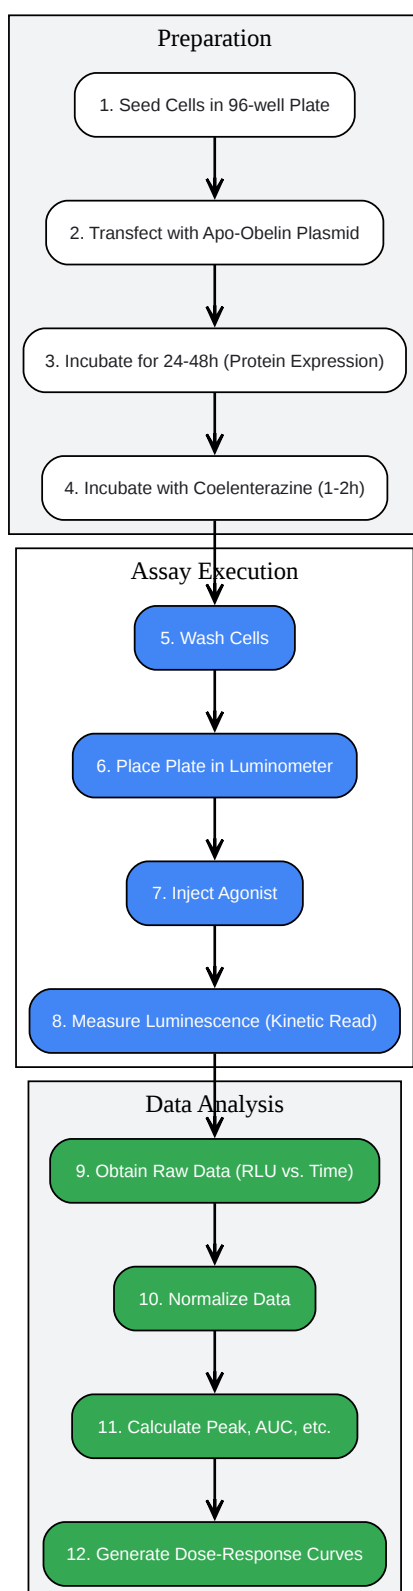 Preparation
1. Seed Cells in 96-well Plate
2. Transfect with Apo-Obelin Plasmid
3. Incubate for 24-48h (Protein Expression)
4. Incubate with Coelenterazine (1-2h)
Assay Execution
5. Wash Cells
6. Place Plate in Luminometer
7. Inject Agonist
8. Measure Luminescence (Kinetic Read)
Data Analysis
9. Obtain Raw Data (RLU vs. Time)
10. Normalize Data
11. Calculate Peak, AUC, etc.
12. Generate Dose-Response Curves